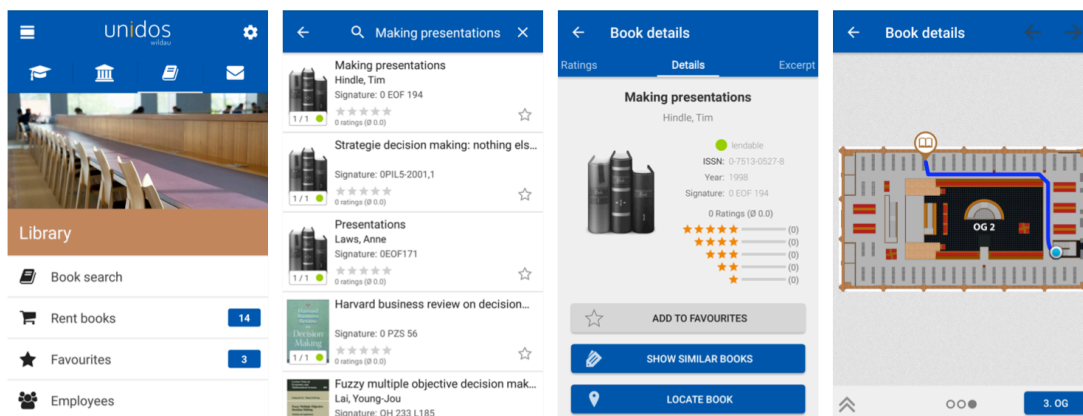 unidos
wildau
Library
Book search
Rent books 14
Favourites 3
Employees
Making presentations
Making presentations
Hindle, Tim
Signature: 0 EOF 194
1 / 1
0 ratings (Ø 0.0)
Strategie decision making: nothing els...
Signature: 0PIL5-2001,1
1 / 1
0 ratings (Ø 0.0)
Presentations
Laws, Anne
Signature: 0EOF171
1 / 1
0 ratings (Ø 0.0)
Harvard business review on decision...
Signature: 0 PZS 56
Decision
Making
1 / 1
0 ratings (Ø 0.0)
Fuzzy multiple objective decision mak...
Lai, Young-Jou
Signature: OH 233 L185
Book details
Ratings Details Excerpt
Making presentations
Hindle, Tim
lendable
ISSN: 0-7513-0527-8
Year: 1998
Signature: 0 EOF 194
0 Ratings (Ø 0.0)
(0)
(0)
(0)
(0)
(0)
ADD TO FAVOURITES
SHOW SIMILAR BOOKS
LOCATE BOOK
Book details
OG 2
3. OG